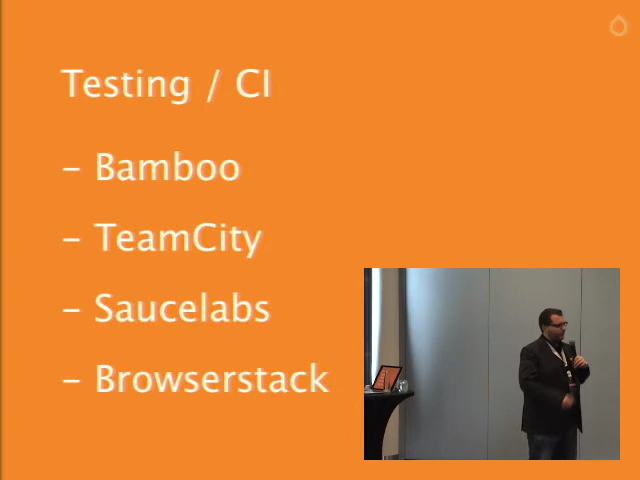 Testing / CI
- Bamboo
- TeamCity
- Saucelabs
- Browserstack